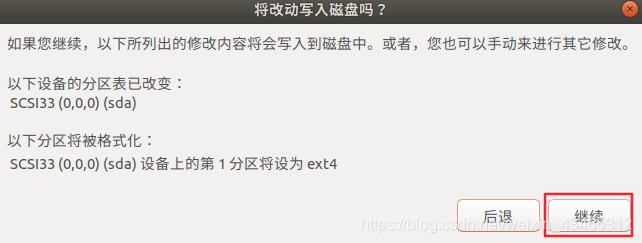 将改动写入磁盘吗？
如果您继续，以下所列出的修改内容将会写入到磁盘中。或者，您也可以手动来进行其它修改。
以下设备的分区表已改变：
SCSI33 (0,0,0) (sda)
以下分区将被格式化：
SCSI33 (0,0,0) (sda) 设备上的第 1 分区将设为 ext4
后退
继续